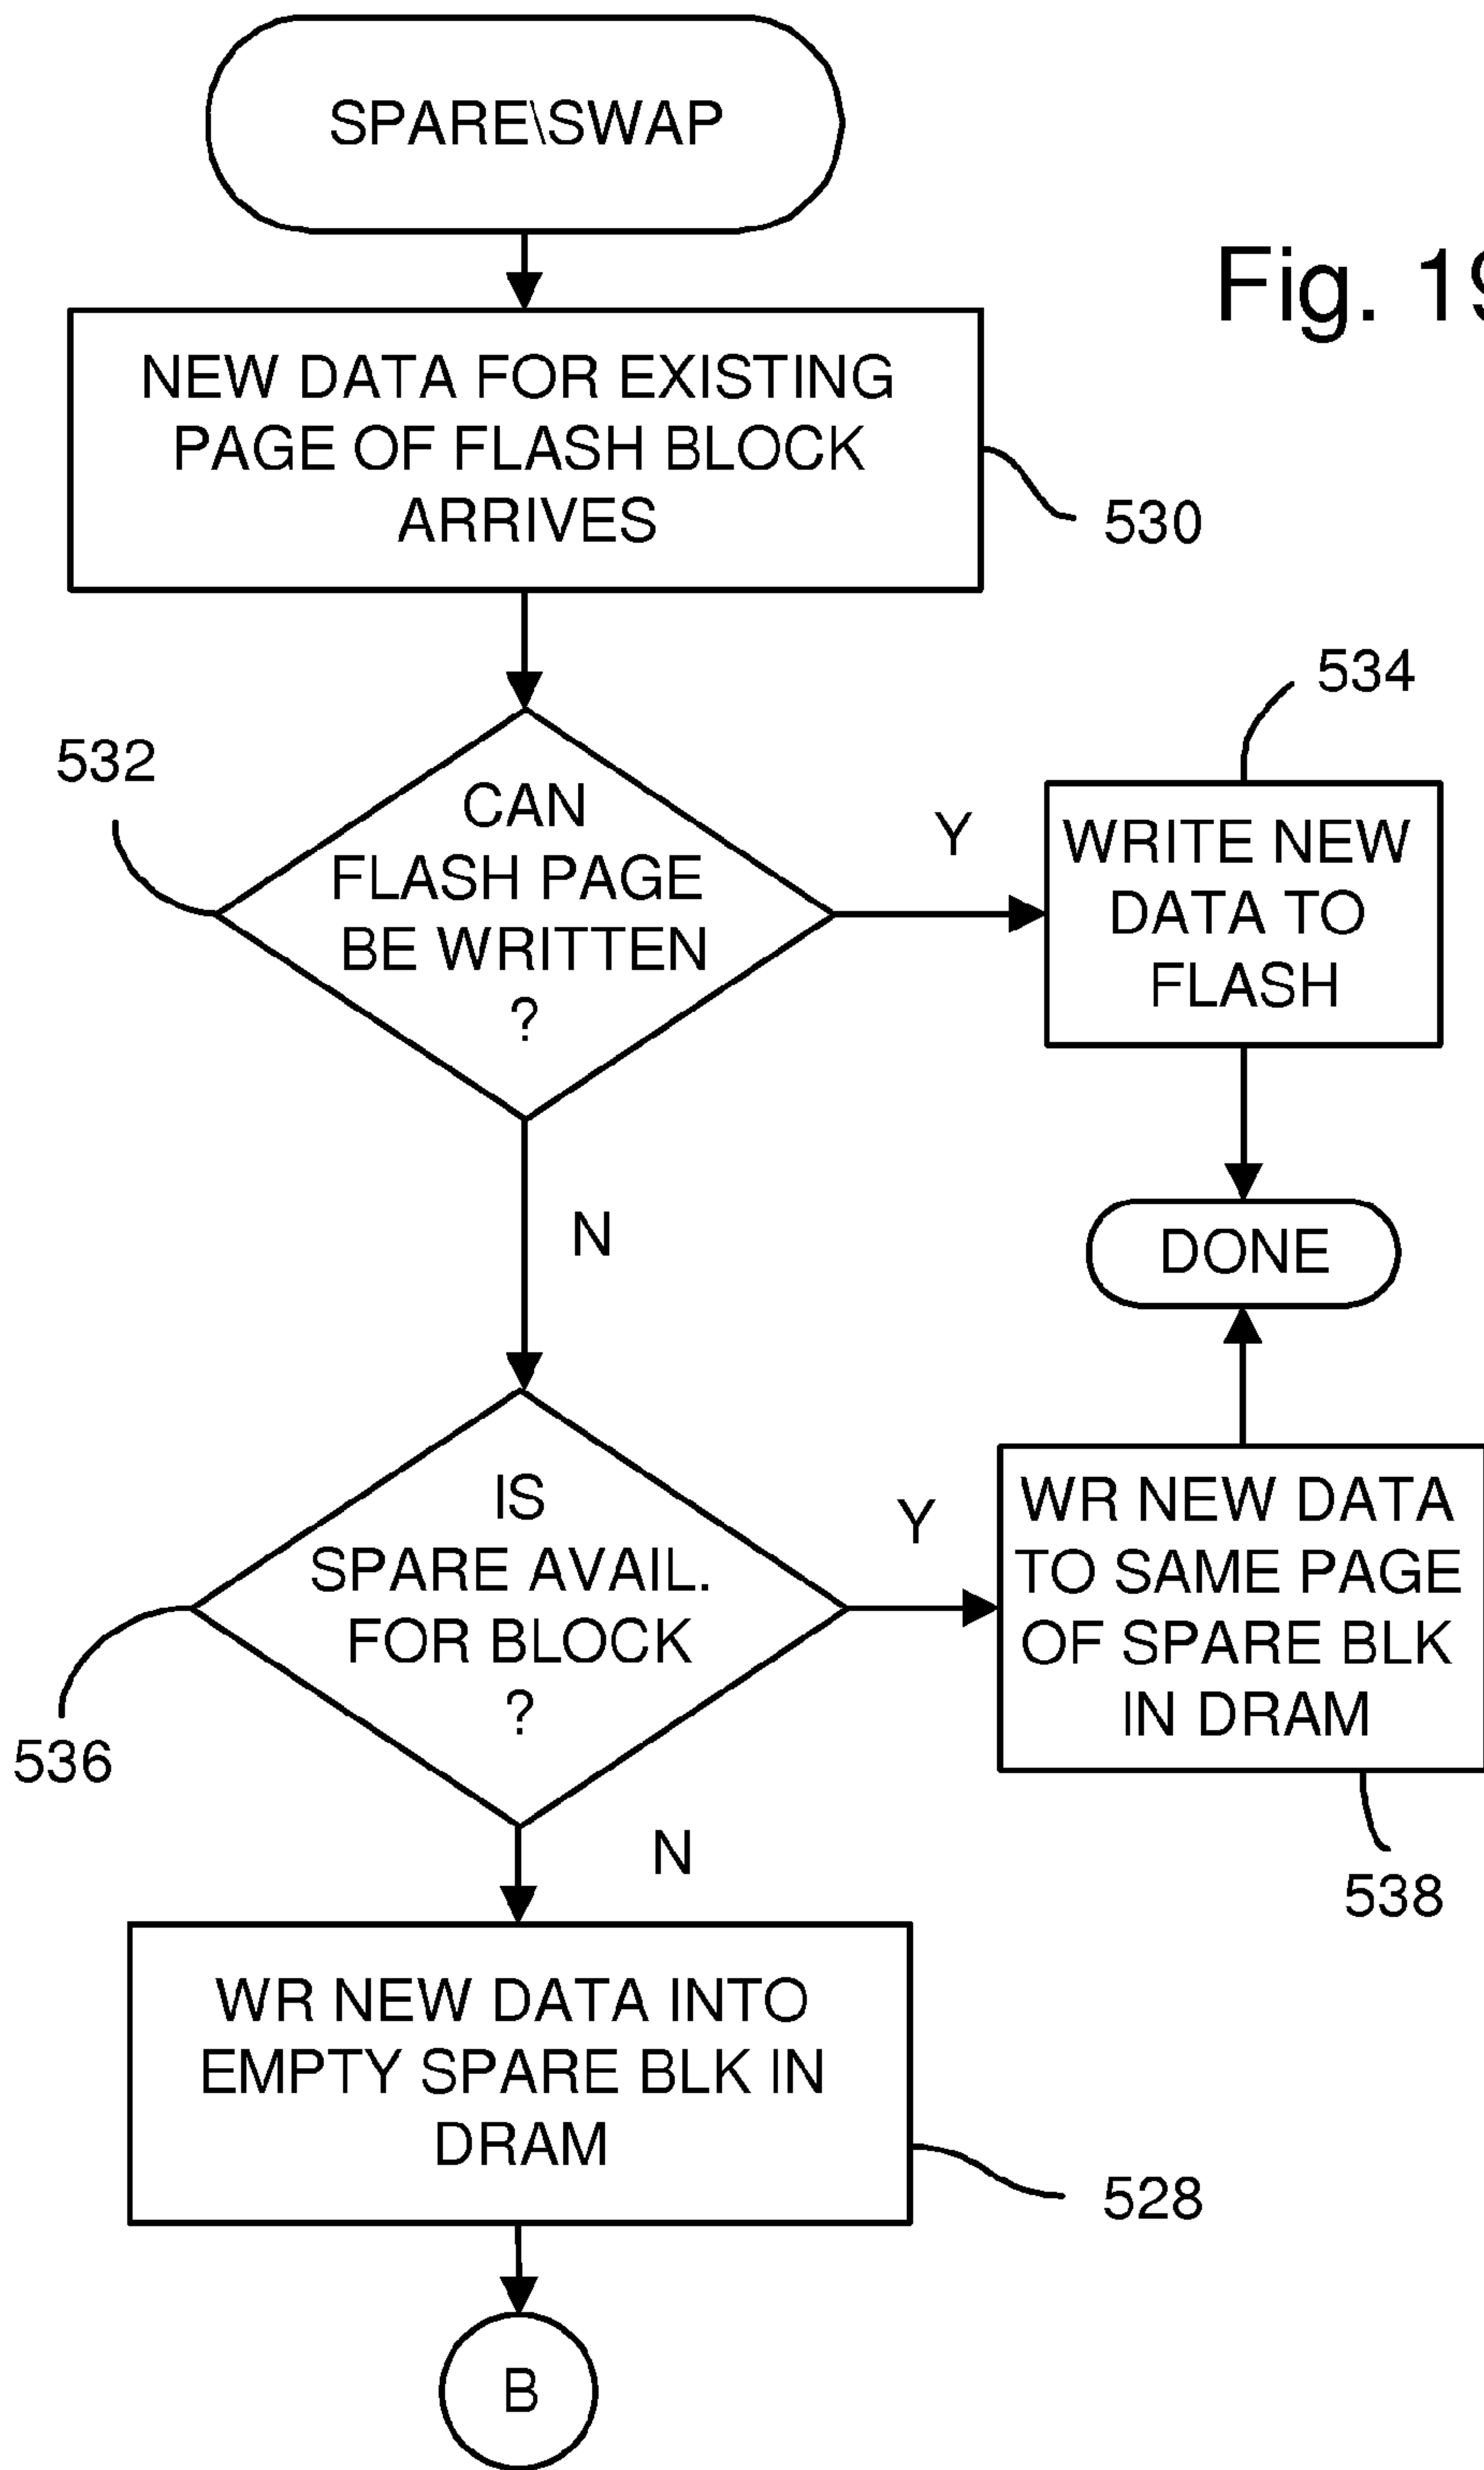 SPARE\SWAP
Fig. 19
NEW DATA FOR EXISTING
PAGE OF FLASH BLOCK
ARRIVES
530
532
CAN
FLASH PAGE
BE WRITTEN
?
Y
534
WRITE NEW
DATA TO
FLASH
N
DONE
IS
SPARE AVAIL.
FOR BLOCK
?
536
Y
WR NEW DATA
TO SAME PAGE
OF SPARE BLK
IN DRAM
538
N
WR NEW DATA INTO
EMPTY SPARE BLK IN
DRAM
528
B